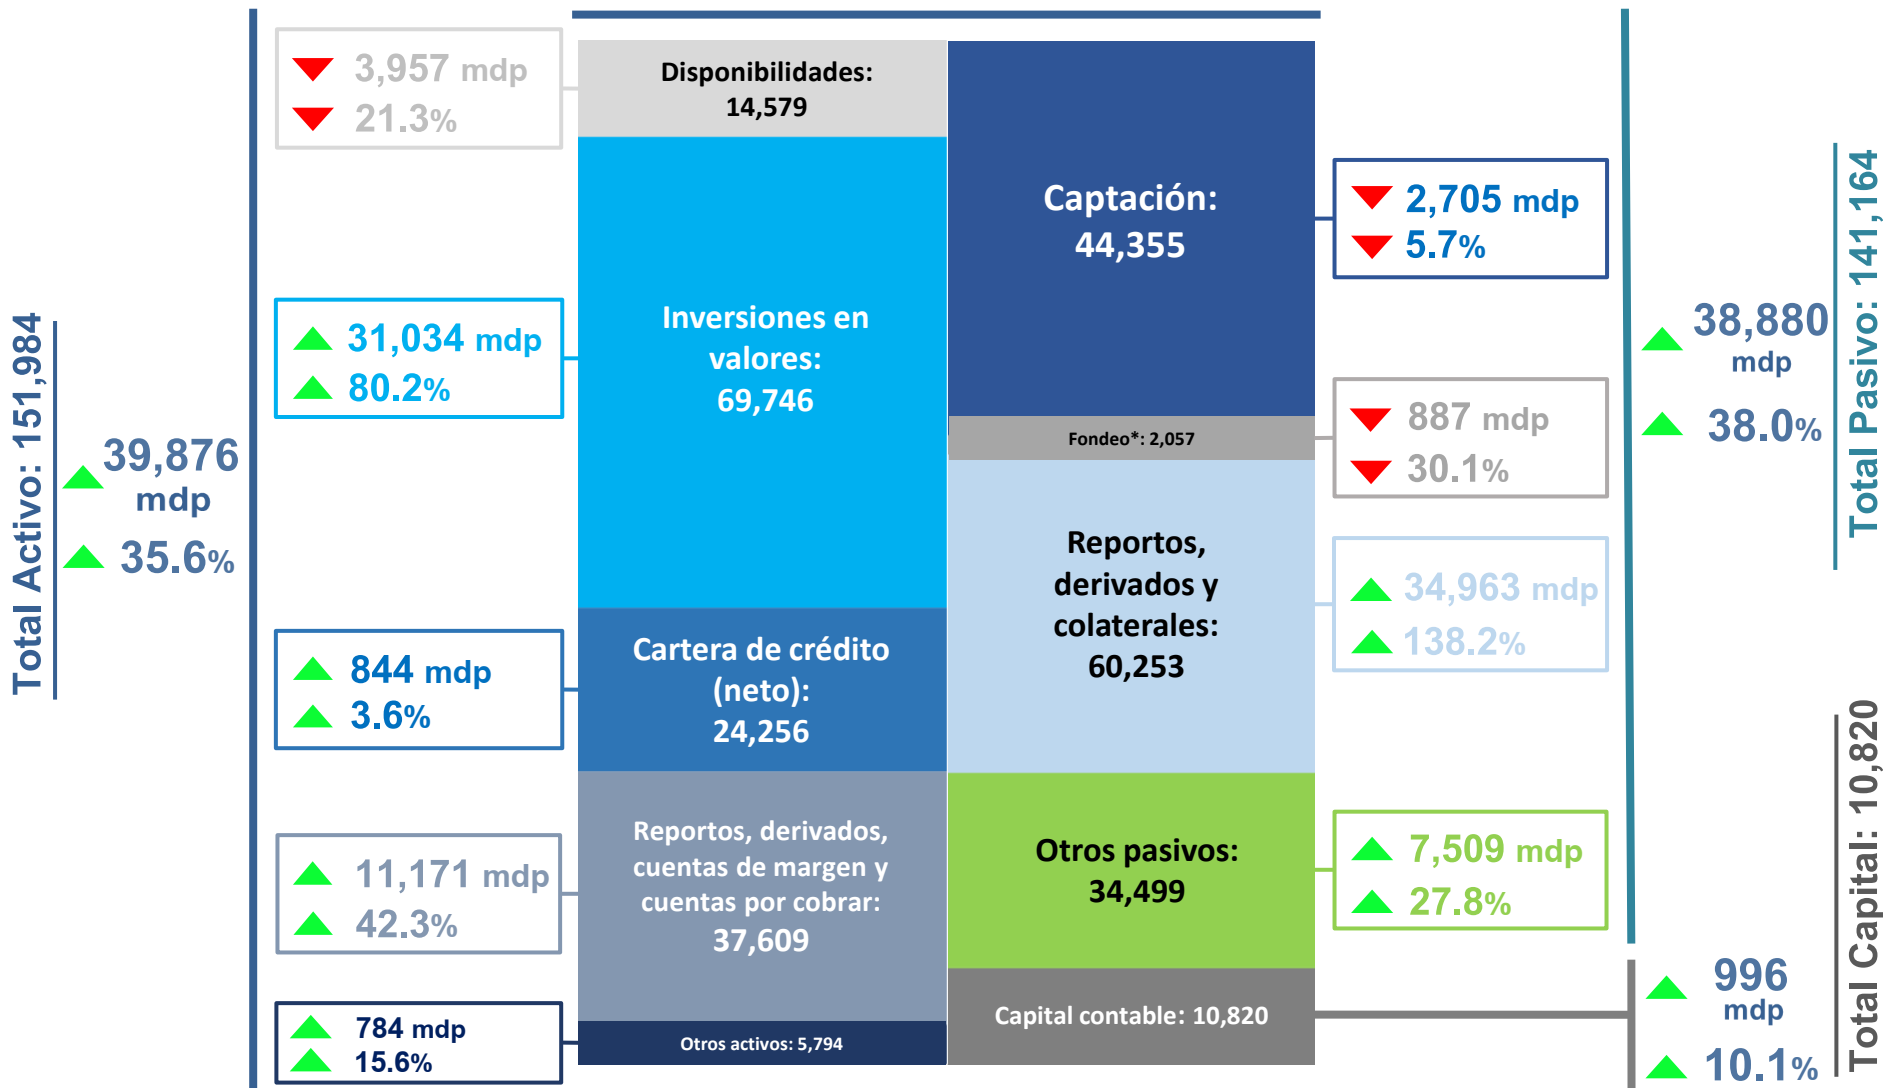 Total Activo: 151,984
39,876
mdp
35.6%
3,957 mdp
21.3%
31,034 mdp
80.2%
844 mdp
3.6%
11,171 mdp
42.3%
784 mdp
15.6%
Disponibilidades:
14,579
Inversiones en
valores:
69,746
Cartera de crédito
(neto):
24,256
Reportos, derivados,
cuentas de margen y
cuentas por cobrar:
37,609
Otros activos: 5,794
Captación:
44,355
Fondeo*: 2,057
Reportos,
derivados y
colaterales:
60,253
Otros pasivos:
34,499
Capital contable: 10,820
2,705 mdp
5.7%
887 mdp
30.1%
34,963 mdp
138.2%
7,509 mdp
27.8%
38,880
mdp
38.0%
Total Pasivo: 141,164
996
mdp
10.1%
Total Capital: 10,820